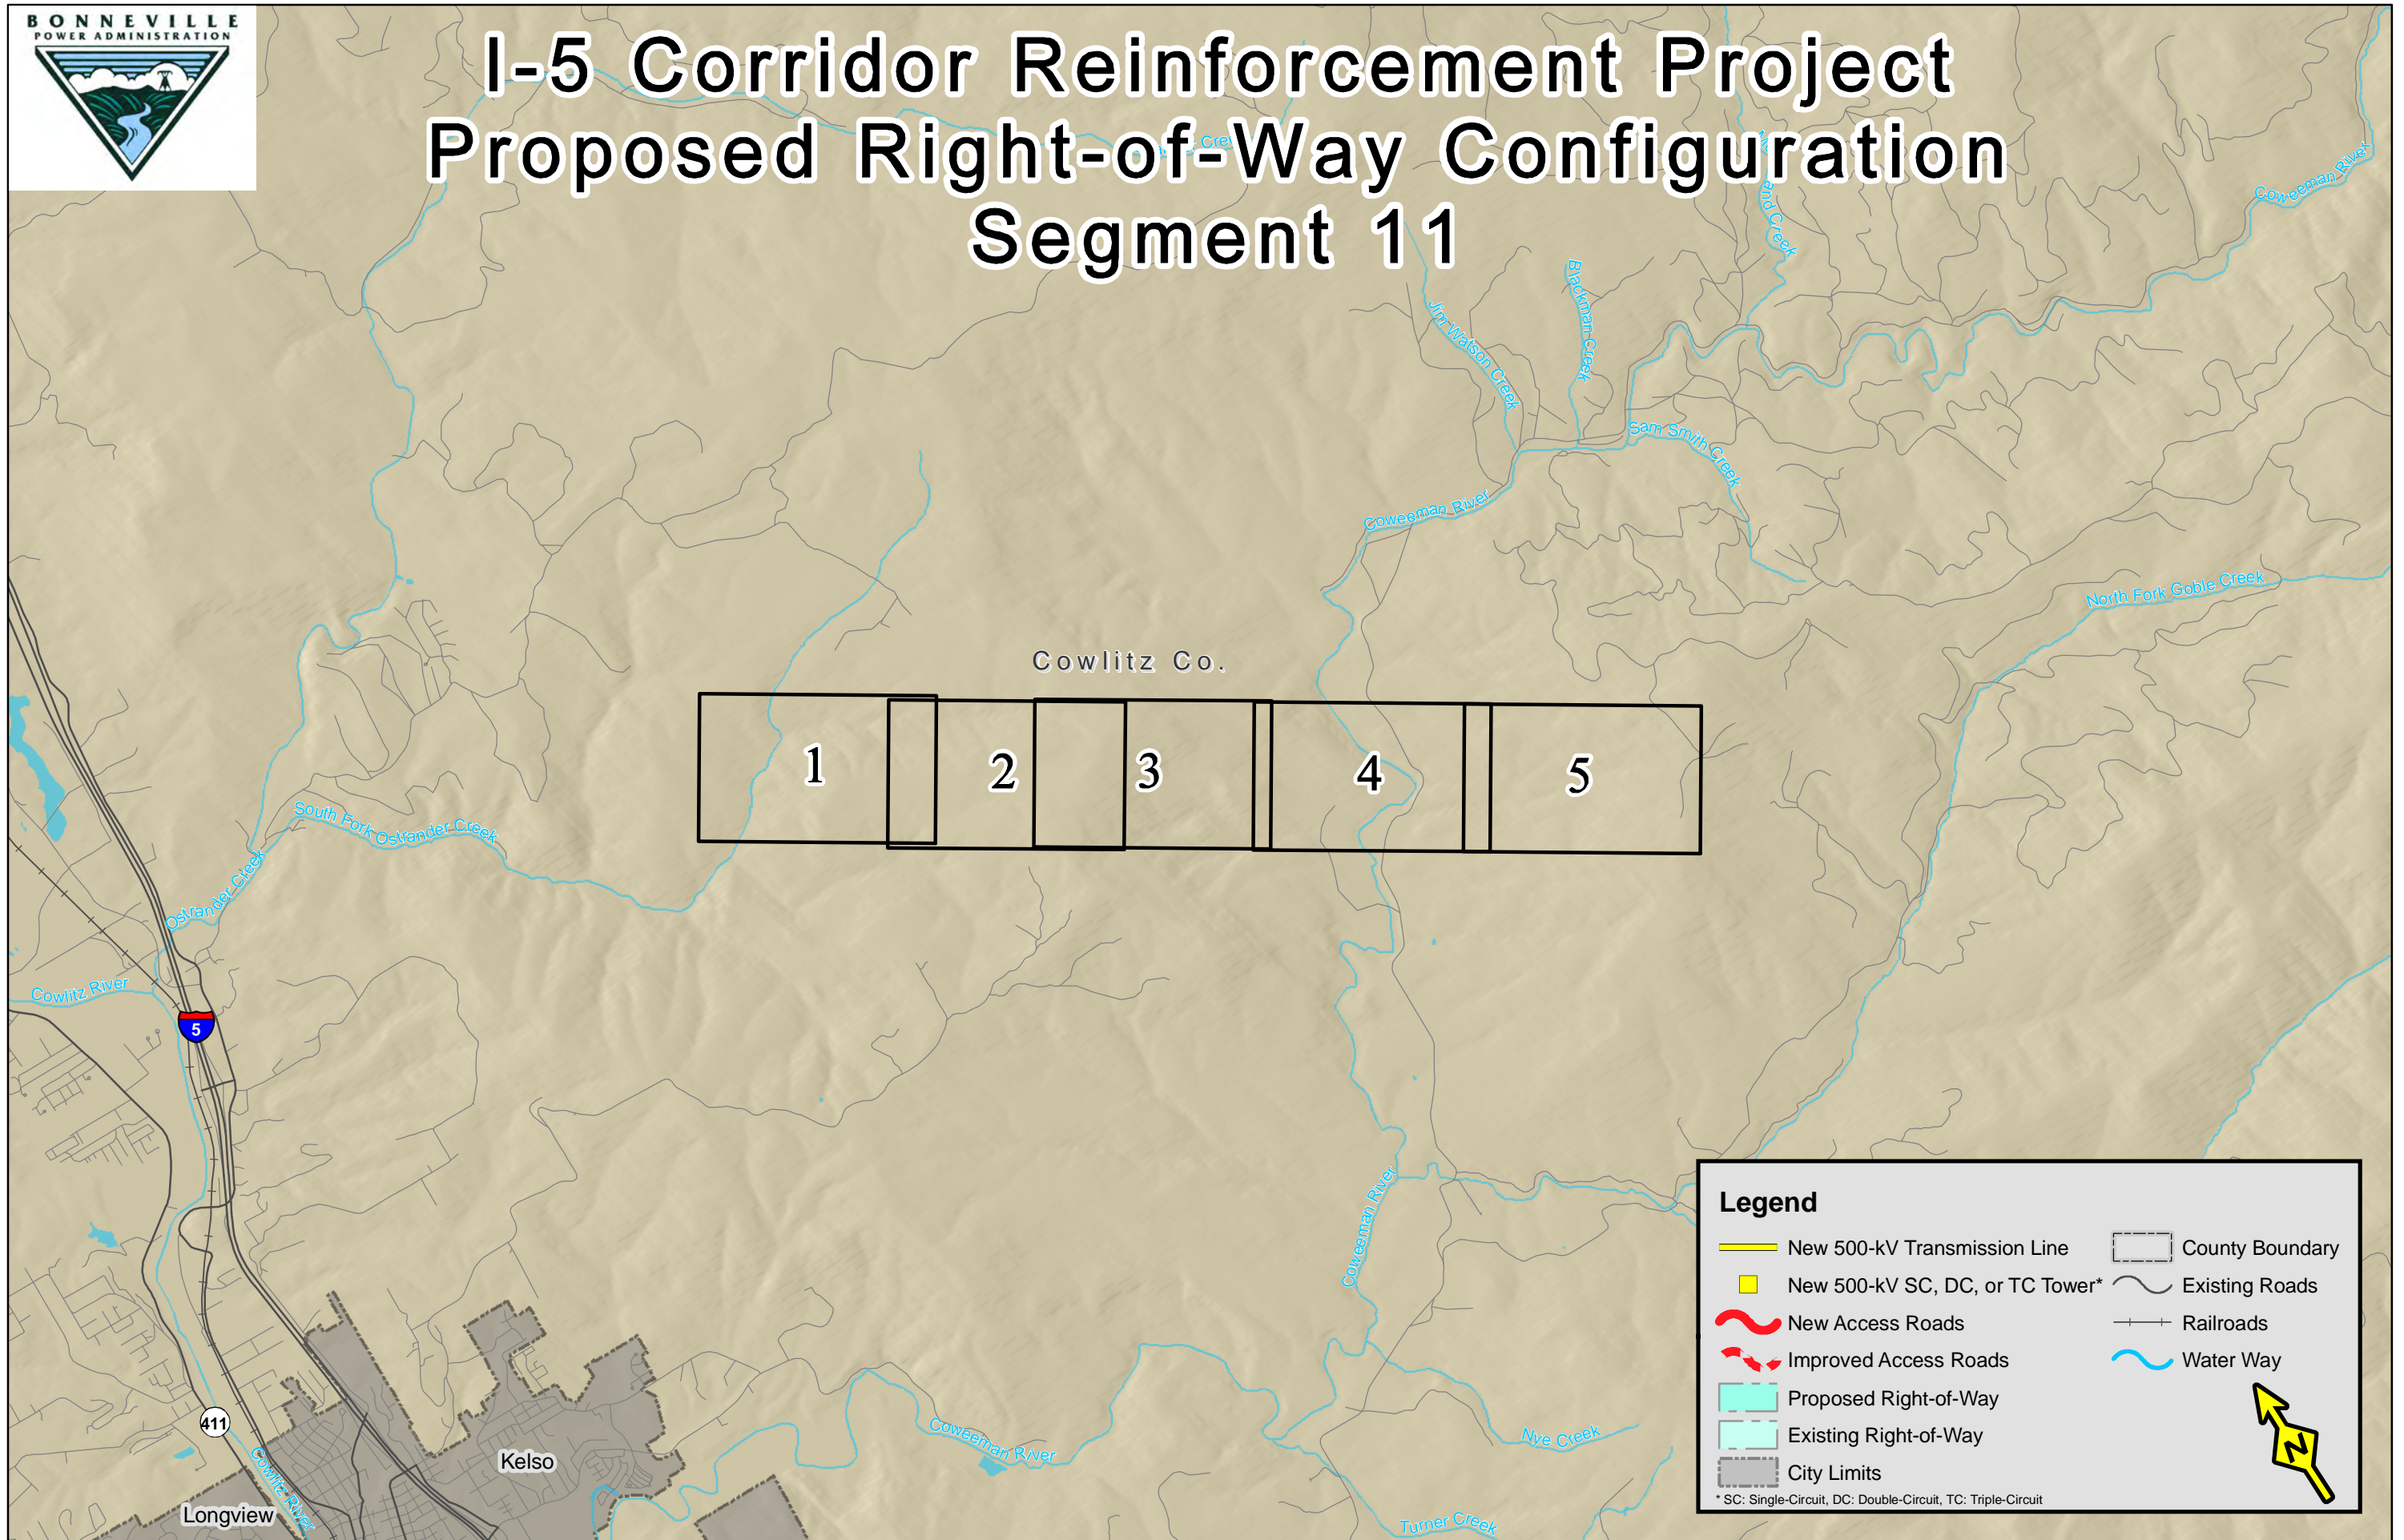 BONNEVILLE
POWER ADMINISTRATION
I-5 Corridor Reinforcement Project
Proposed Right-of-Way Configuration
Segment 11
Coweeman River
Jim Watson Creek
Blackman Creek
Sam Smith Creek
Coweeman River
North Fork Goble Creek
Cowlitz Co.
1
2
3
4
5
South Fork Ostrander Creek
Ostrander Creek
Cowlitz River
5
Coweeman River
411
Kelso
Longview
Cowlitz River
Coweeman River
Nye Creek
Turner Creek
Legend
New 500-kV Transmission Line
New 500-kV SC, DC, or TC Tower*
New Access Roads
Improved Access Roads
Proposed Right-of-Way
Existing Right-of-Way
City Limits
County Boundary
Existing Roads
Railroads
Water Way
N
* SC: Single-Circuit, DC: Double-Circuit, TC: Triple-Circuit